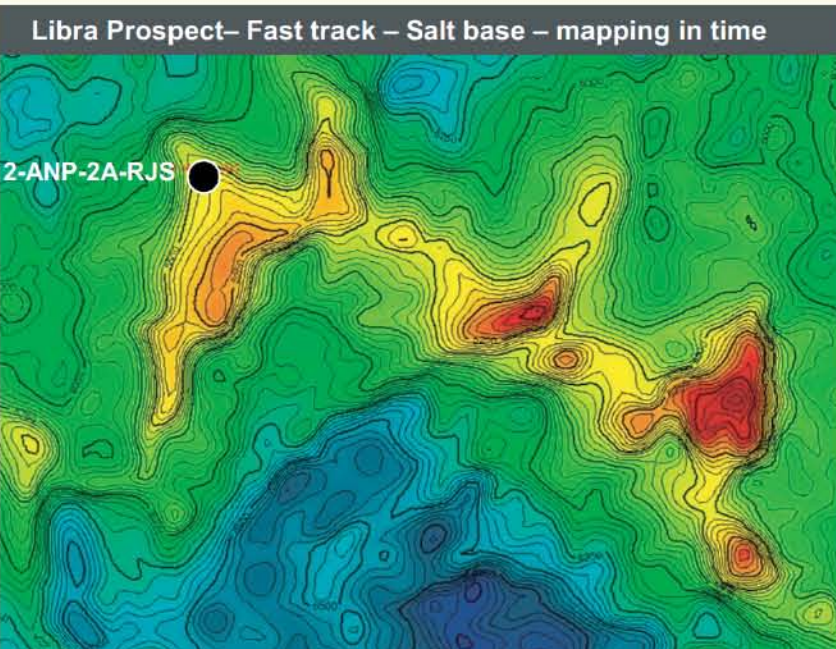 Libra Prospect– Fast track – Salt base – mapping in time
2-ANP-2A-RJS